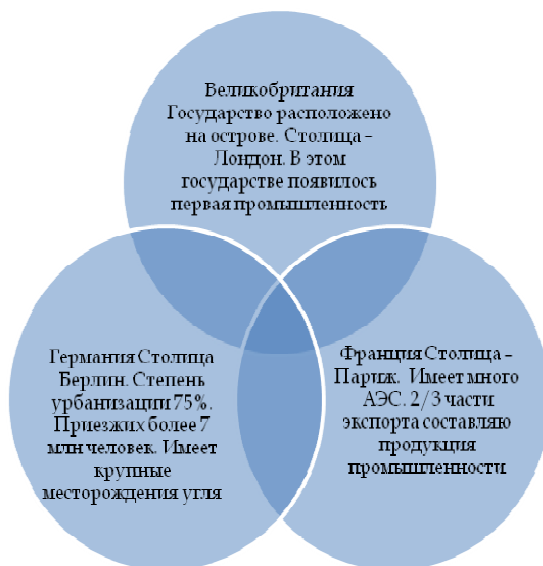 Великобритания
Государство расположено
на острове. Столица –
Лондон. В этом
государстве появилось
первая промышленность
Германия Столица
Берлин. Степень
урбанизации 75%.
Приезжих более 7
млн человек. Имеет
крупные
месторождения угля
Франция Столица –
Париж. Имеет много
АЭС. 2/3 части
экспорта составляю
продукция
промышленности